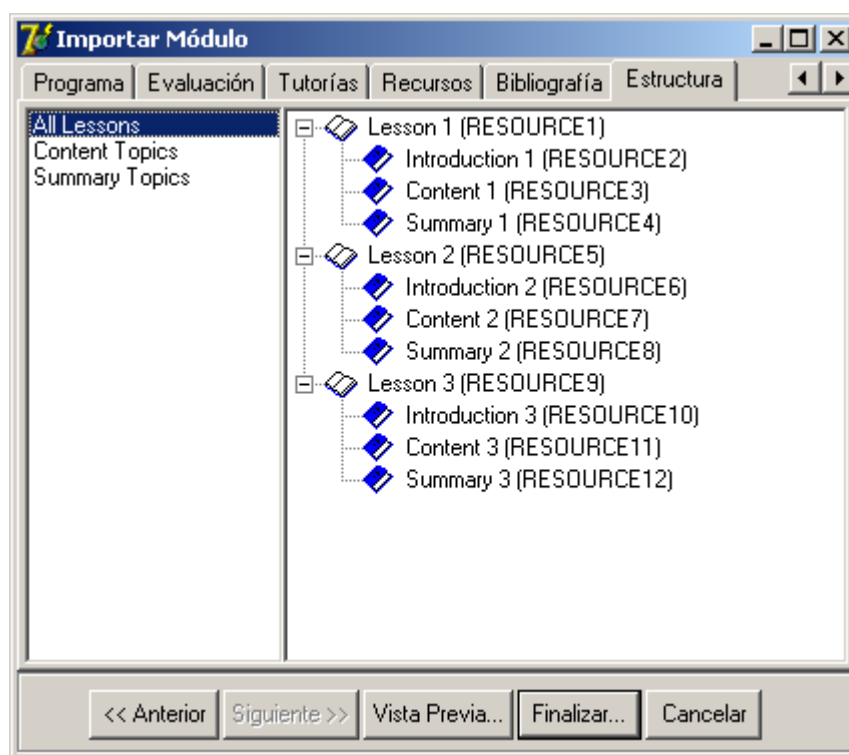 Importar Módulo
Programa Evaluación Tutorías Recursos Bibliografía Estructura
All Lessons
Content Topics
Summary Topics
Lesson 1 (RESOURCE1)
Introduction 1 (RESOURCE2)
Content 1 (RESOURCE3)
Summary 1 (RESOURCE4)
Lesson 2 (RESOURCE5)
Introduction 2 (RESOURCE6)
Content 2 (RESOURCE7)
Summary 2 (RESOURCE8)
Lesson 3 (RESOURCE9)
Introduction 3 (RESOURCE10)
Content 3 (RESOURCE11)
Summary 3 (RESOURCE12)
<< Anterior Siguiente >> Vista Previa... Finalizar... Cancelar